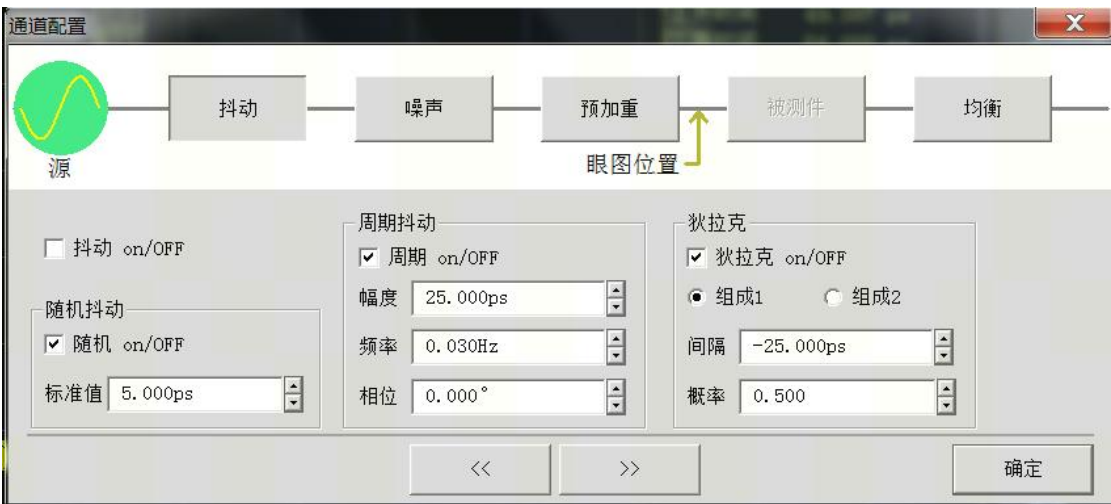 通道配置
X
抖动
噪声
预加重
被测件
均衡
源
眼图位置
抖动 on/OFF
随机抖动
随机 on/OFF
标准值 5.000ps
周期抖动
周期 on/OFF
幅度 25.000ps
频率 0.030Hz
相位 0.000°
狄拉克
狄拉克 on/OFF
组成1 组成2
间隔 -25.000ps
概率 0.500
<<
>>
确定